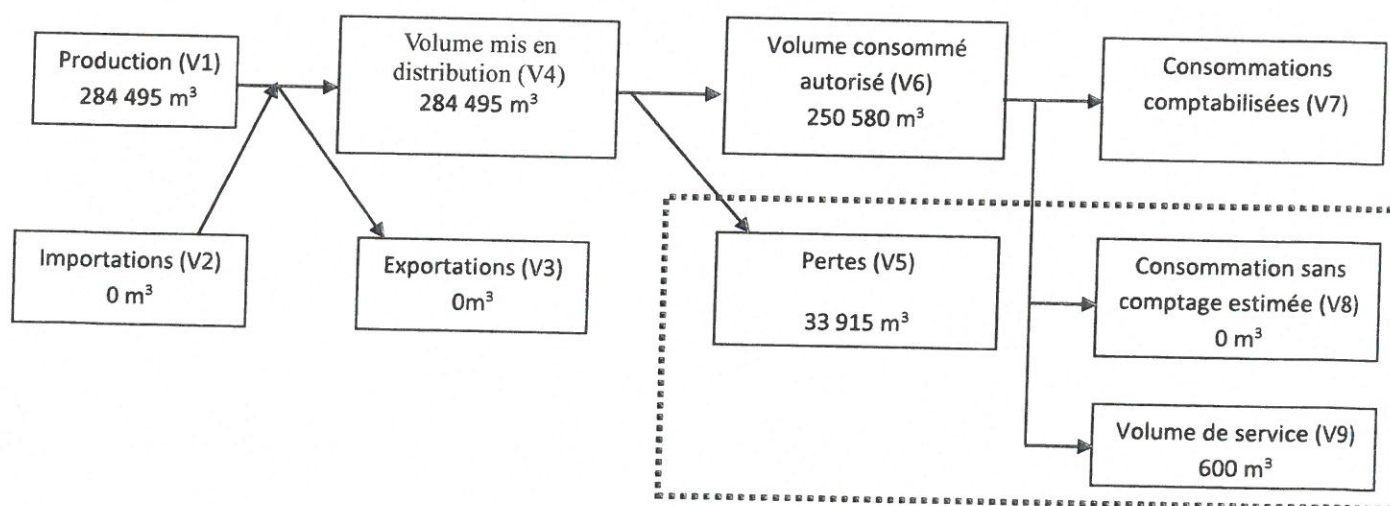 Production (V1)
284 495 m³
Volume mis en
distribution (V4)
284 495 m³
Volume consommé
autorisé (V6)
250 580 m³
Consommations
comptabilisées (V7)
Importations (V2)
0 m³
Exportations (V3)
0m³
Pertes (V5)
33 915 m³
Consommation sans
comptage estimée (V8)
0 m³
Volume de service (V9)
600 m³